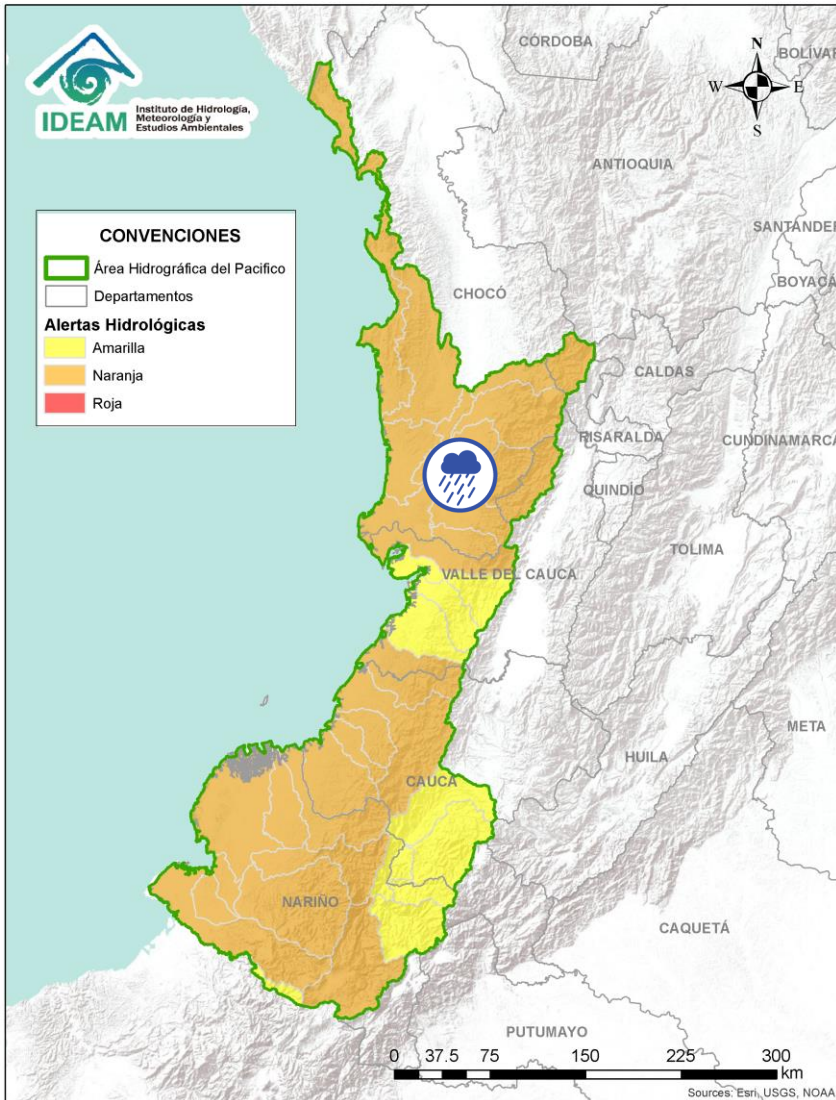 IDEAM
Instituto de Hidrología,
Meteorología y
Estudios Ambientales
CÓRDOBA
BOLÍVAR
N
W
E
S
ANTIOQUIA
SANTANDER
BOYACÁ
CONVENCIONES
Área Hidrográfica del Pacifico
Departamentos
Alertas Hidrológicas
Amarilla
Naranja
Roja
CHOCÓ
CALDAS
RISARALDA
CUNDINAMARCA
QUINDÍO
TOLIMA
VALLE DEL CAUCA
META
HUILA
CAUCA
NARIÑO
CAQUETÁ
PUTUMAYO
0 37.5 75 150 225 300
km
Sources: Esri, USGS, NOAA